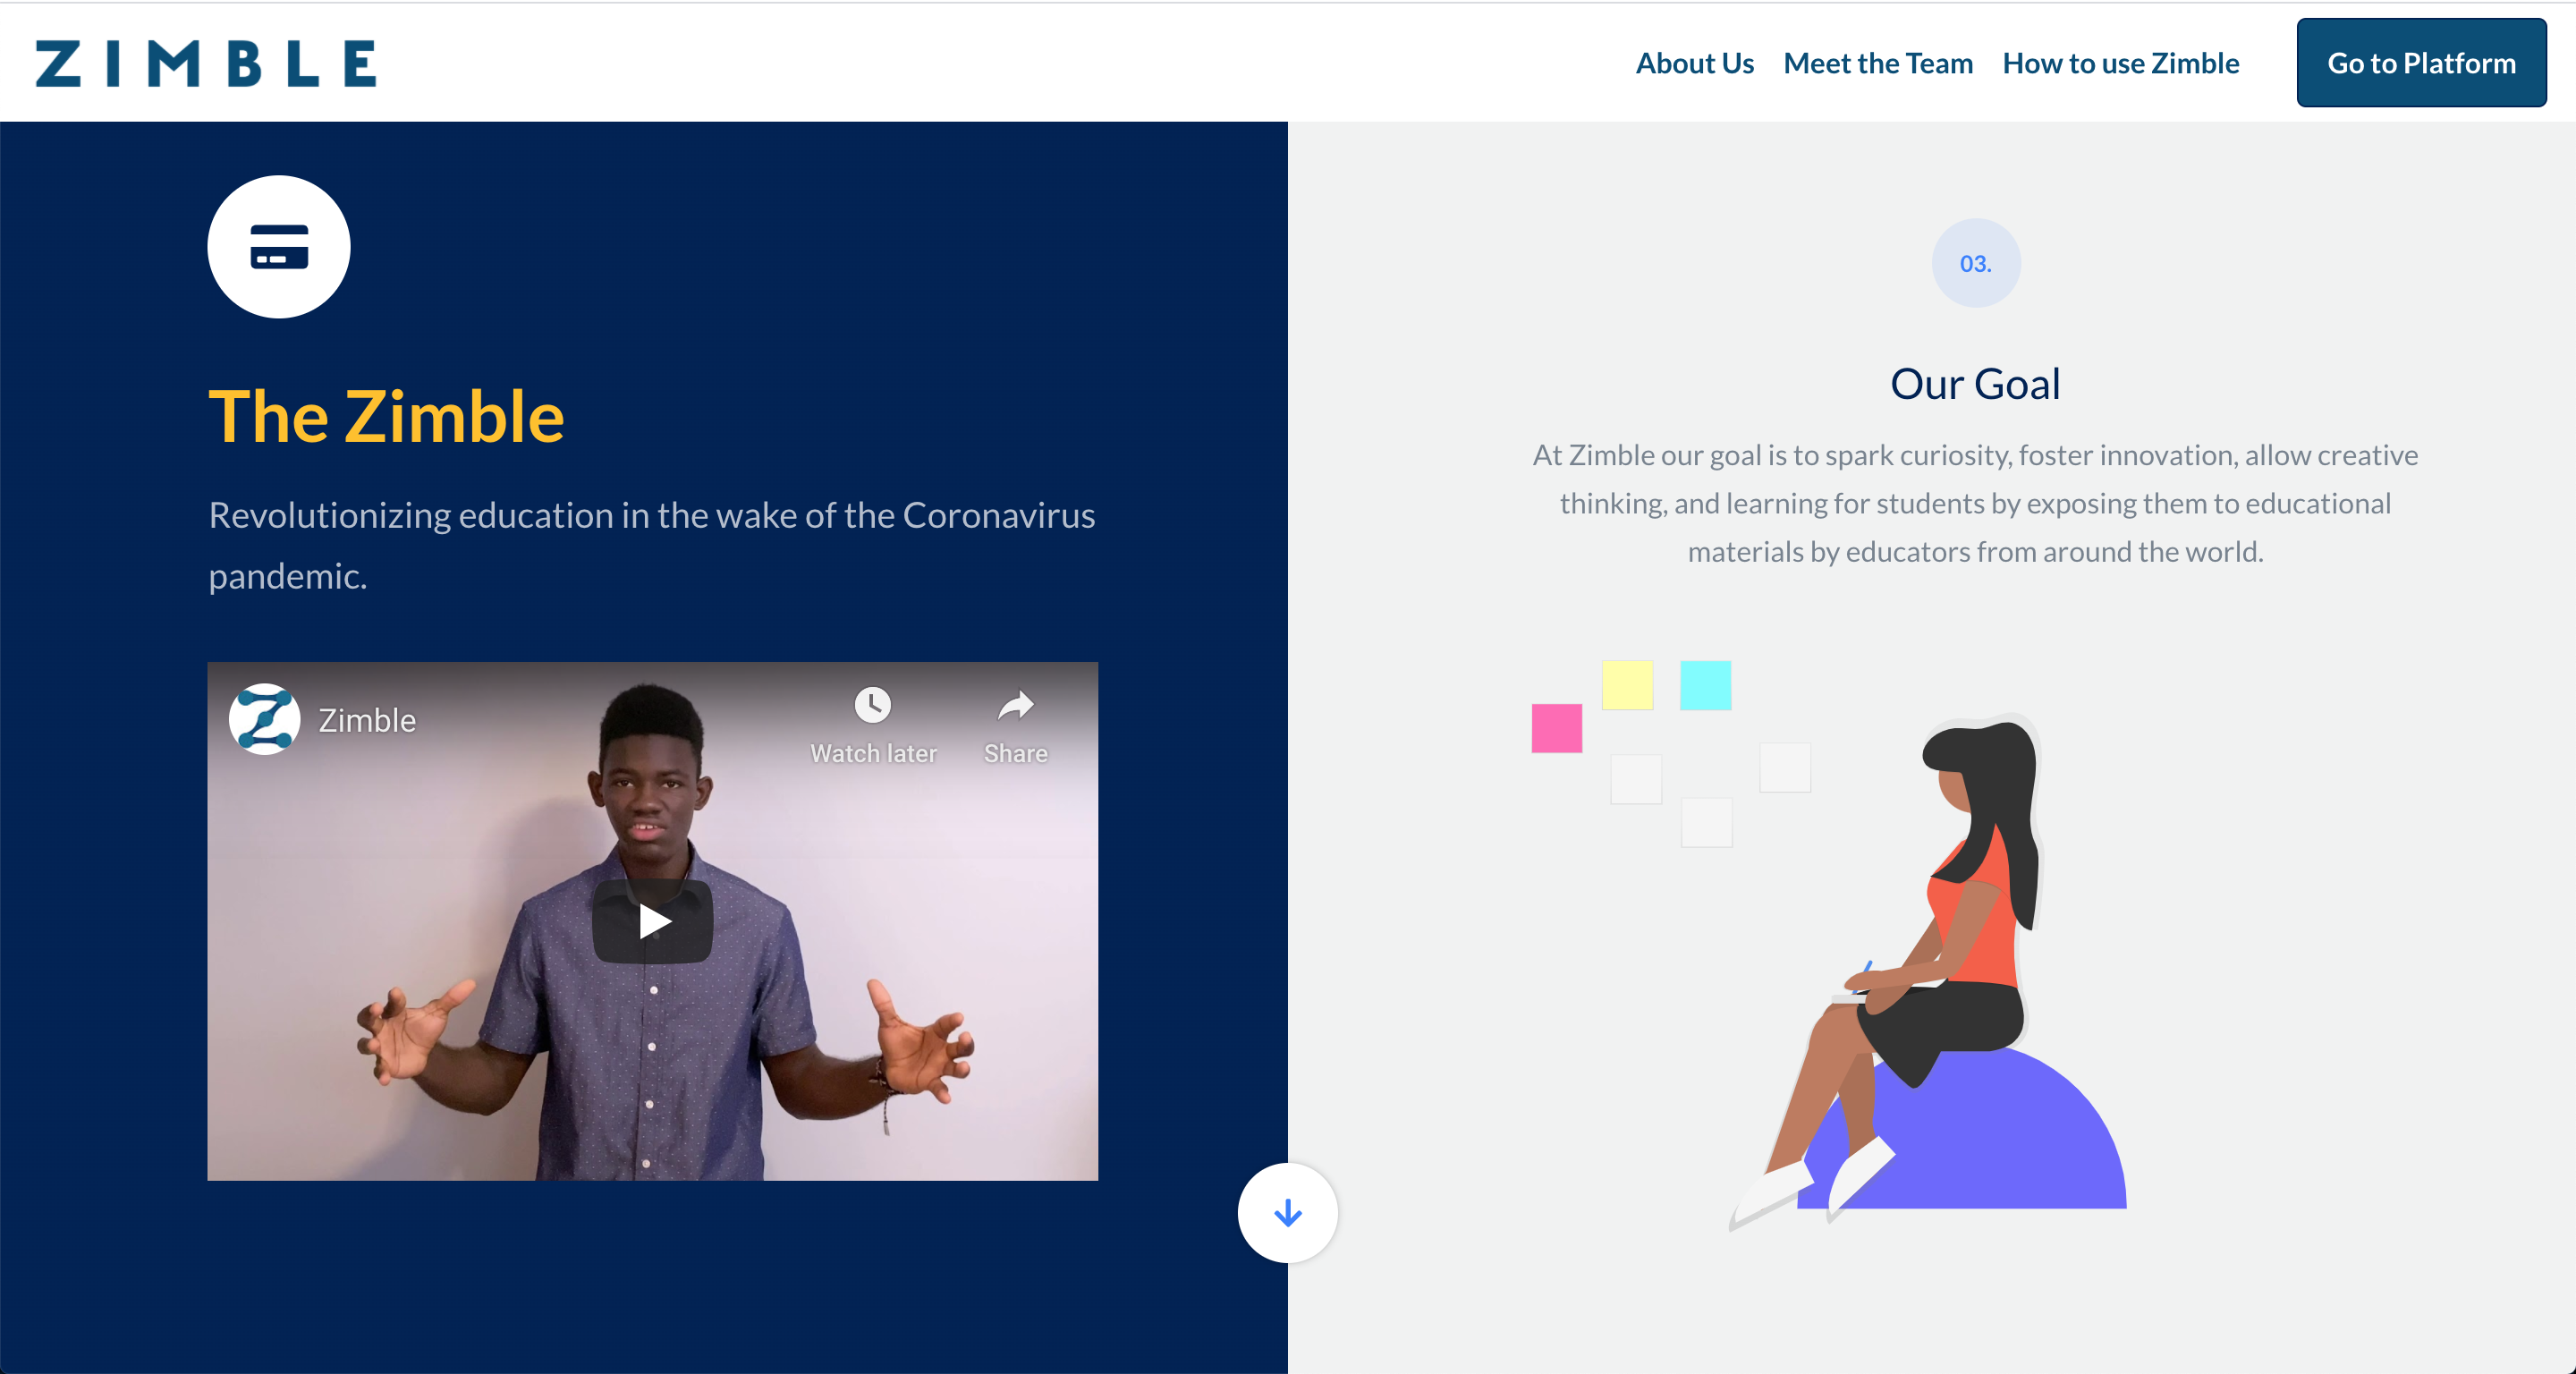 ZIMBLE
About Us
Meet the Team
How to use Zimble
Go to Platform
The Zimble
Revolutionizing education in the wake of the Coronavirus
pandemic.
Zimble
Watch later
Share
03.
Our Goal
At Zimble our goal is to spark curiosity, foster innovation, allow creative
thinking, and learning for students by exposing them to educational
materials by educators from around the world.